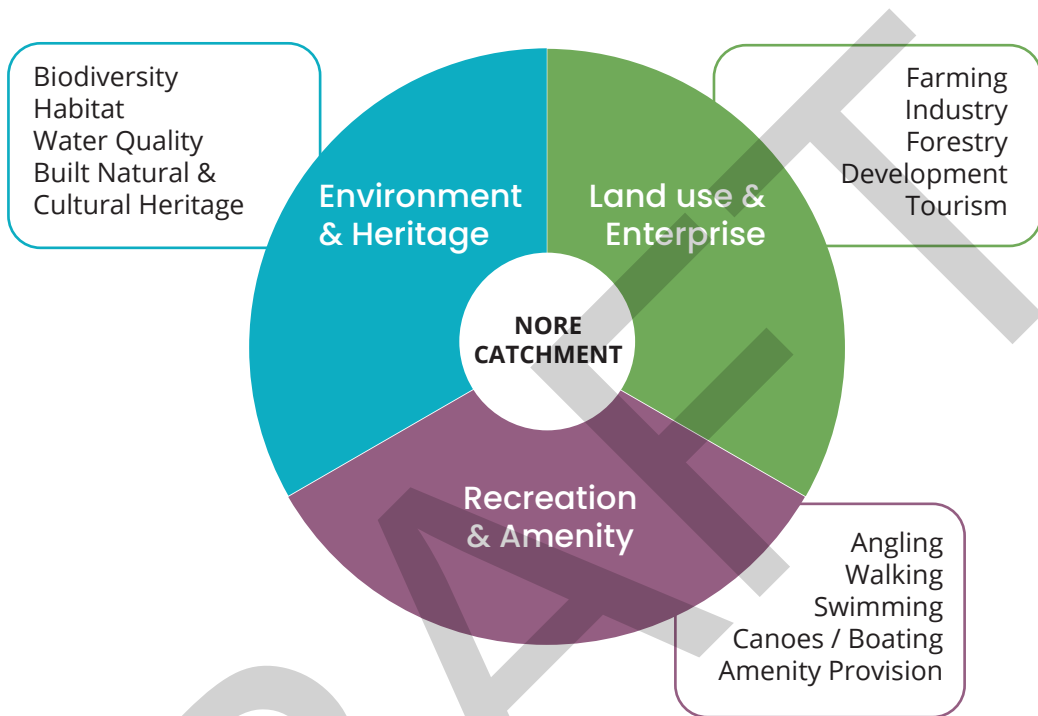 Biodiversity
Habitat
Water Quality
Built Natural &
Cultural Heritage
Farming
Industry
Forestry
Development
Tourism
Environment
& Heritage
Land use &
Enterprise
NORE
CATCHMENT
Recreation
& Amenity
Angling
Walking
Swimming
Canoes / Boating
Amenity Provision
DRAFT